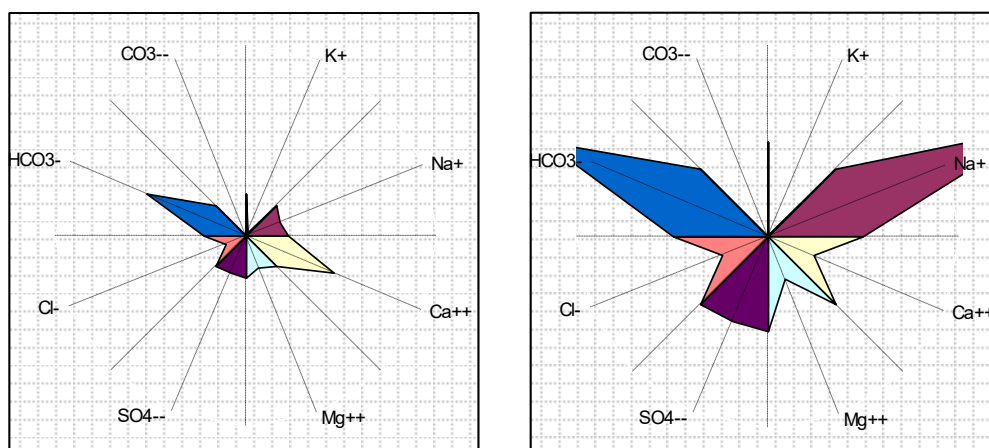 CO3--
K+
HCO3-
Na+
Cl-
Ca++
SO4--
Mg++
CO3--
K+
HCO3-
Na+
Cl-
Ca++
SO4--
Mg++